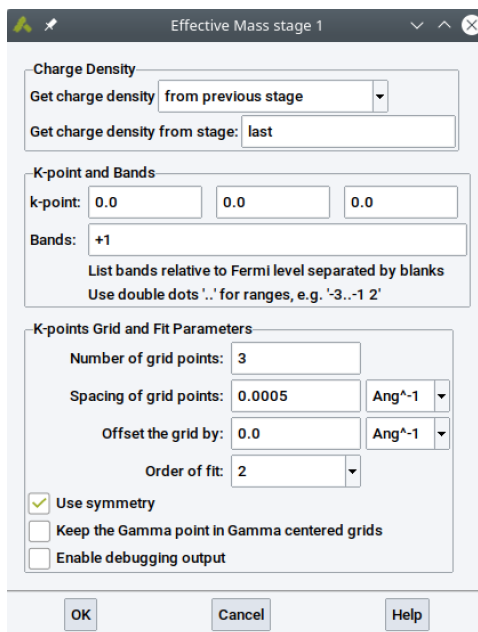 Effective Mass stage 1
Charge Density
Get charge density from previous stage
Get charge density from stage: last
K-point and Bands
k-point: 0.0 0.0 0.0
Bands: +1
List bands relative to Fermi level separated by blanks
Use double dots '..' for ranges, e.g. '-3..-1 2'
K-points Grid and Fit Parameters
Number of grid points: 3
Spacing of grid points: 0.0005 Ang^-1
Offset the grid by: 0.0 Ang^-1
Order of fit: 2
Use symmetry
Keep the Gamma point in Gamma centered grids
Enable debugging output
OK Cancel Help